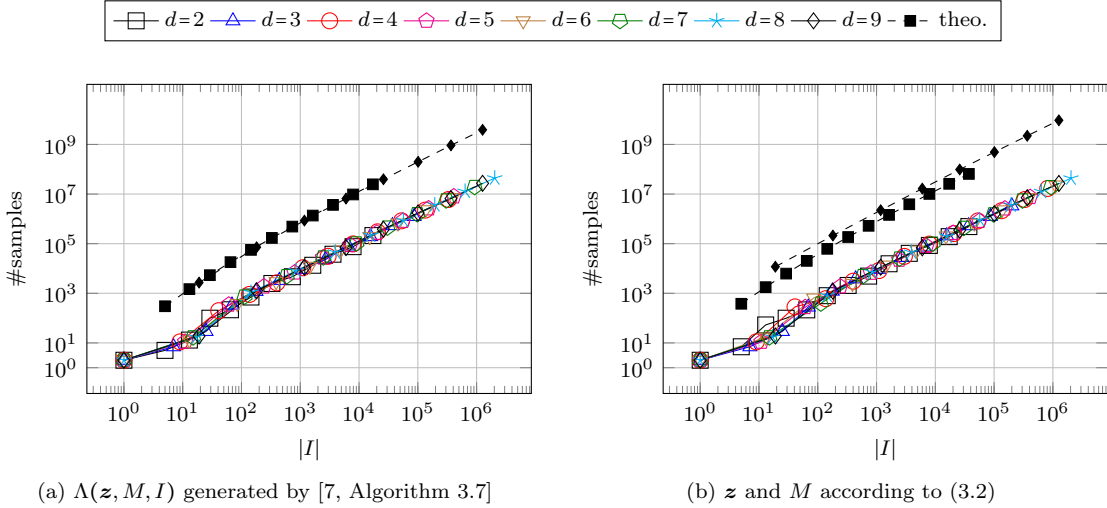 d=2 d=3 d=4 d=5 d=6 d=7 d=8 d=9 theo.
#samples
10^9
10^7
10^5
10^3
10^1
10^0
10^0 10^1 10^2 10^3 10^4 10^5 10^6
|I|
(a) Λ(z, M, I) generated by [7, Algorithm 3.7]
#samples
10^9
10^7
10^5
10^3
10^1
10^0
10^0 10^1 10^2 10^3 10^4 10^5 10^6
|I|
(b) z and M according to (3.2)